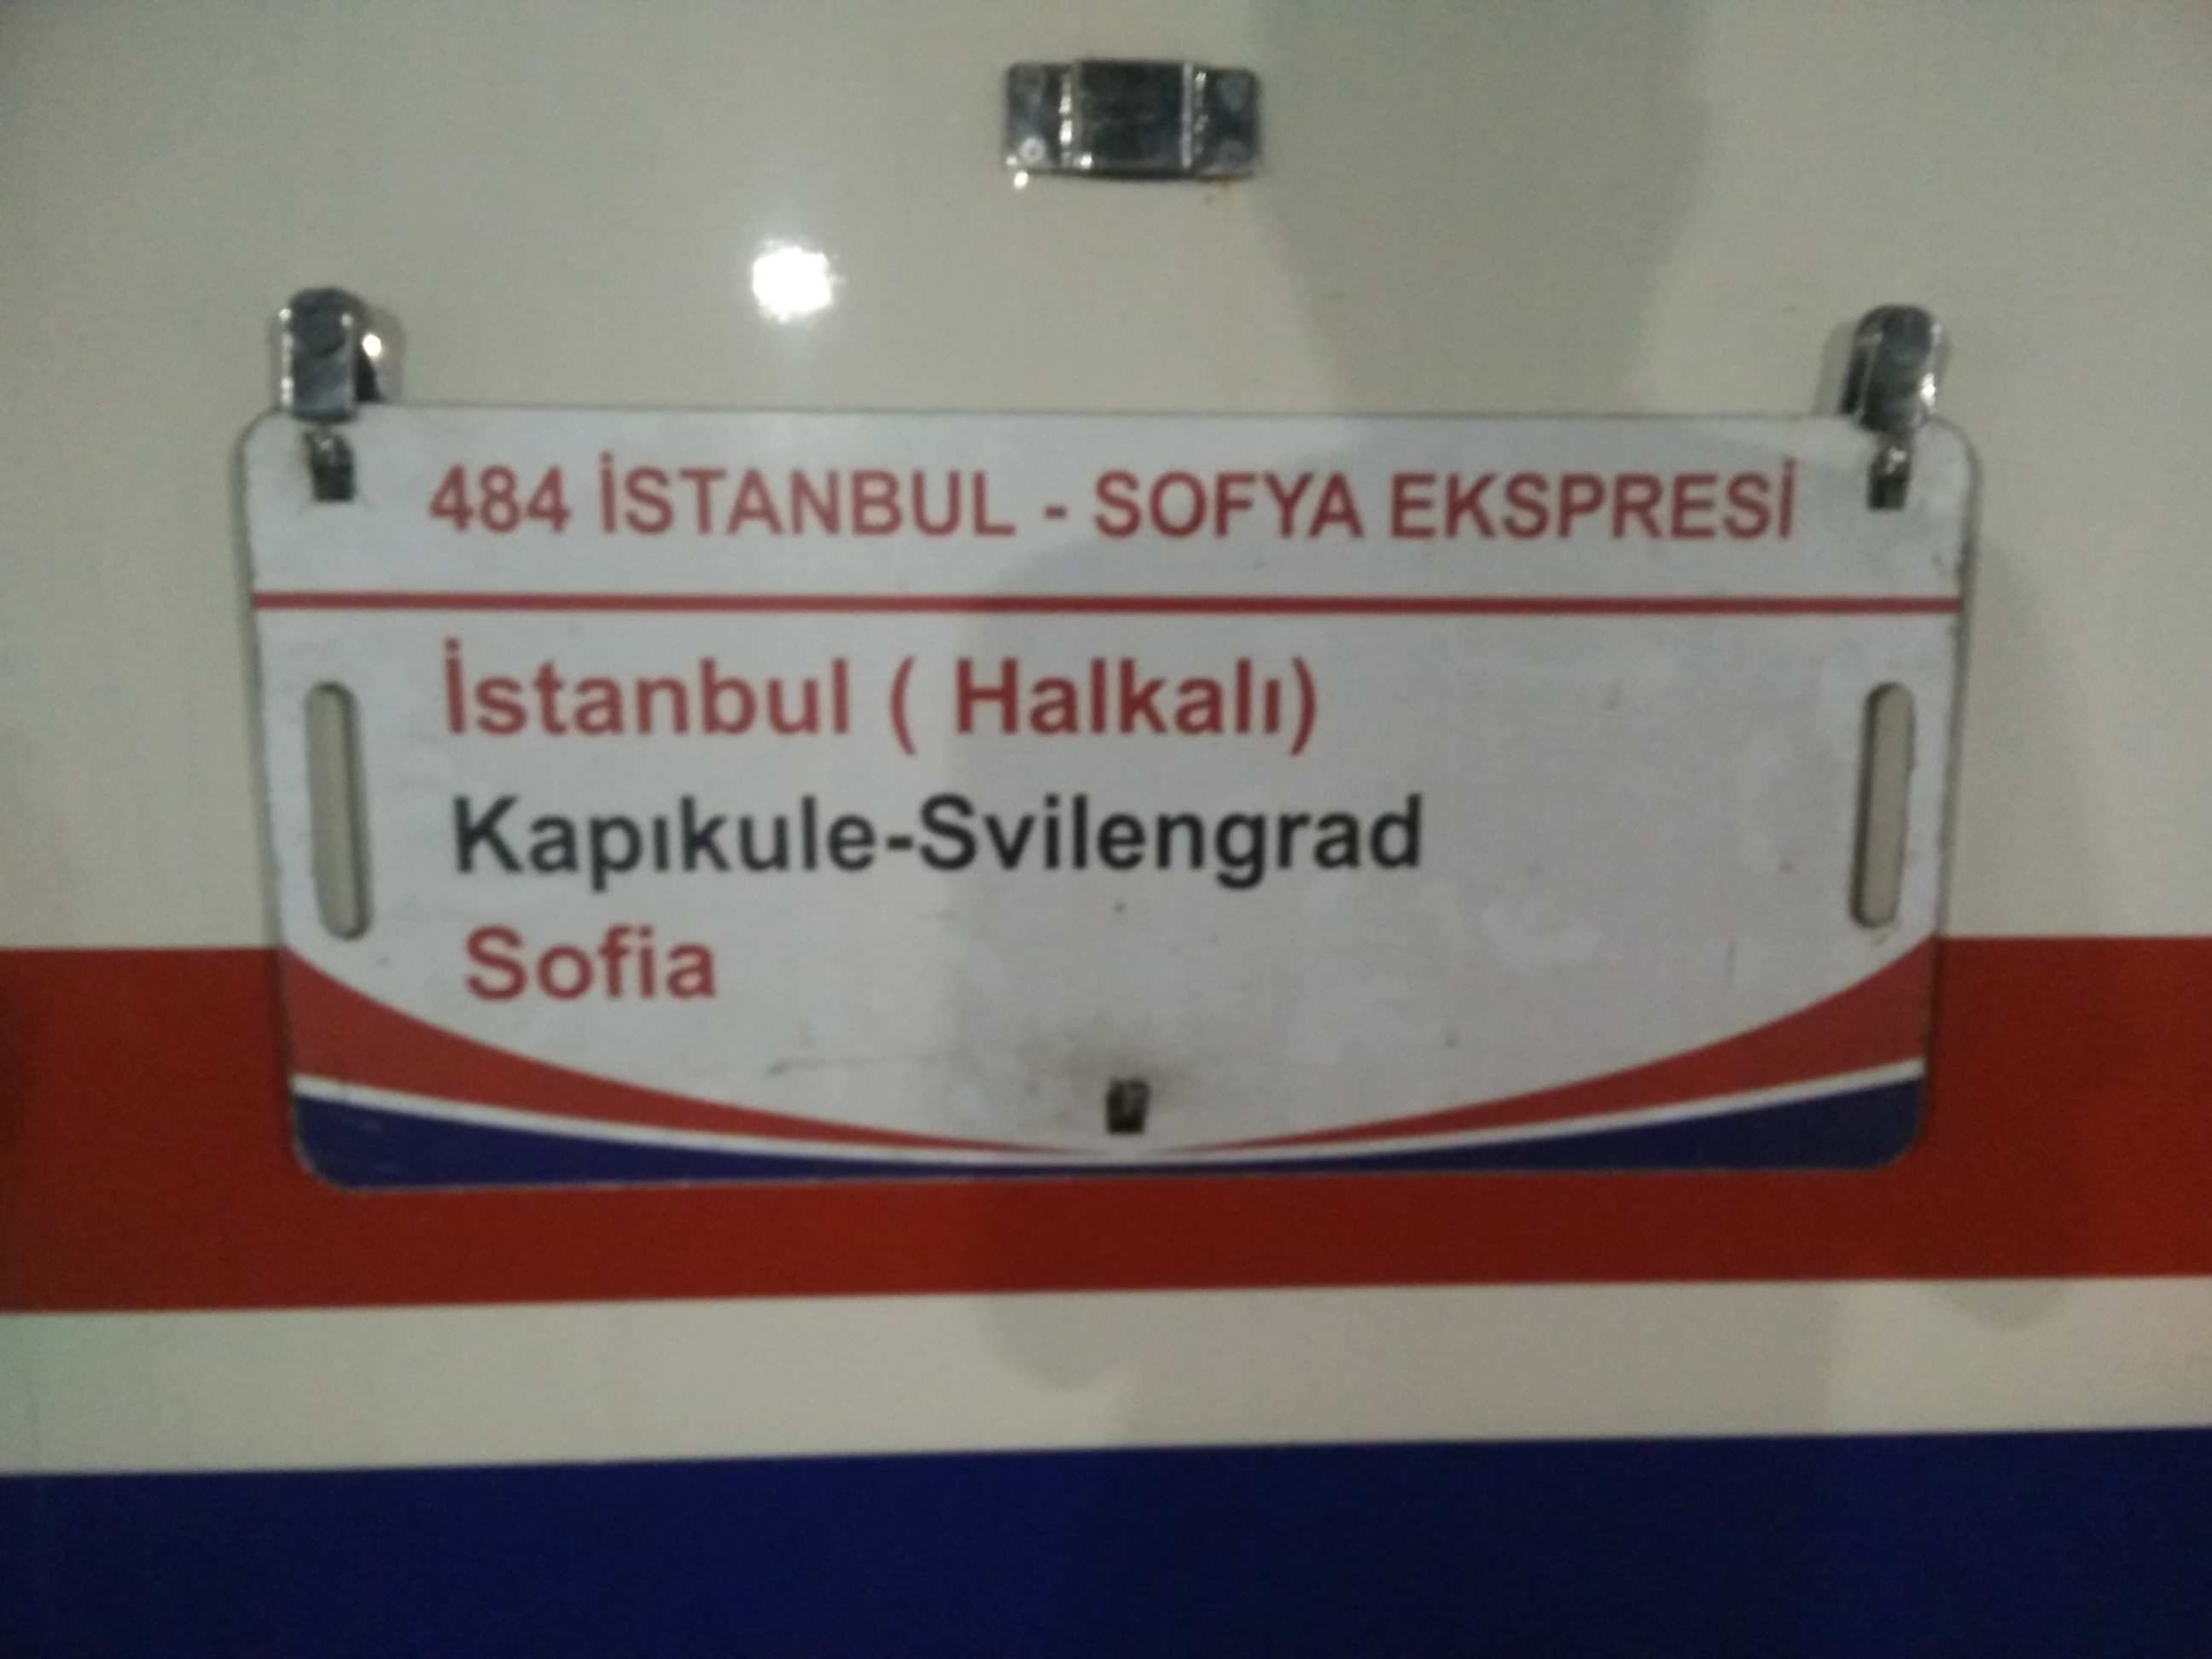 484 İSTANBUL - SOFYA EKSPRESİ
İstanbul ( Halkalı)
Kapıkule-Svilengrad
Sofia